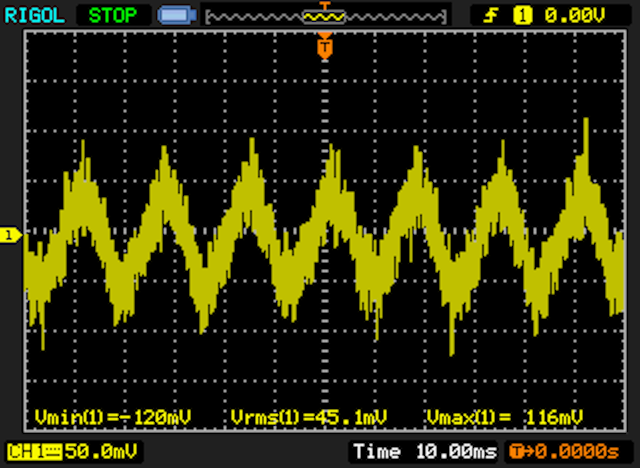 RIGOL STOP T 1 0.00V
T
1
Vmin(1)=-120mV Vrms(1)=45.1mV Vmax(1)= 116mV
CH1 50.0mV Time 10.00ms T→0.0000s